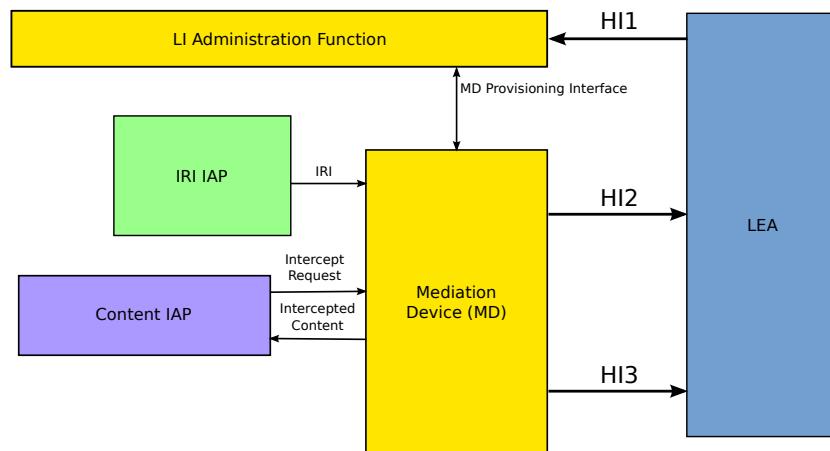 HI1
LI Administration Function
MD Provisioning Interface
IRI IAP
IRI
HI2
LEA
Intercept
Request
Content IAP
Intercepted
Content
Mediation
Device (MD)
HI3